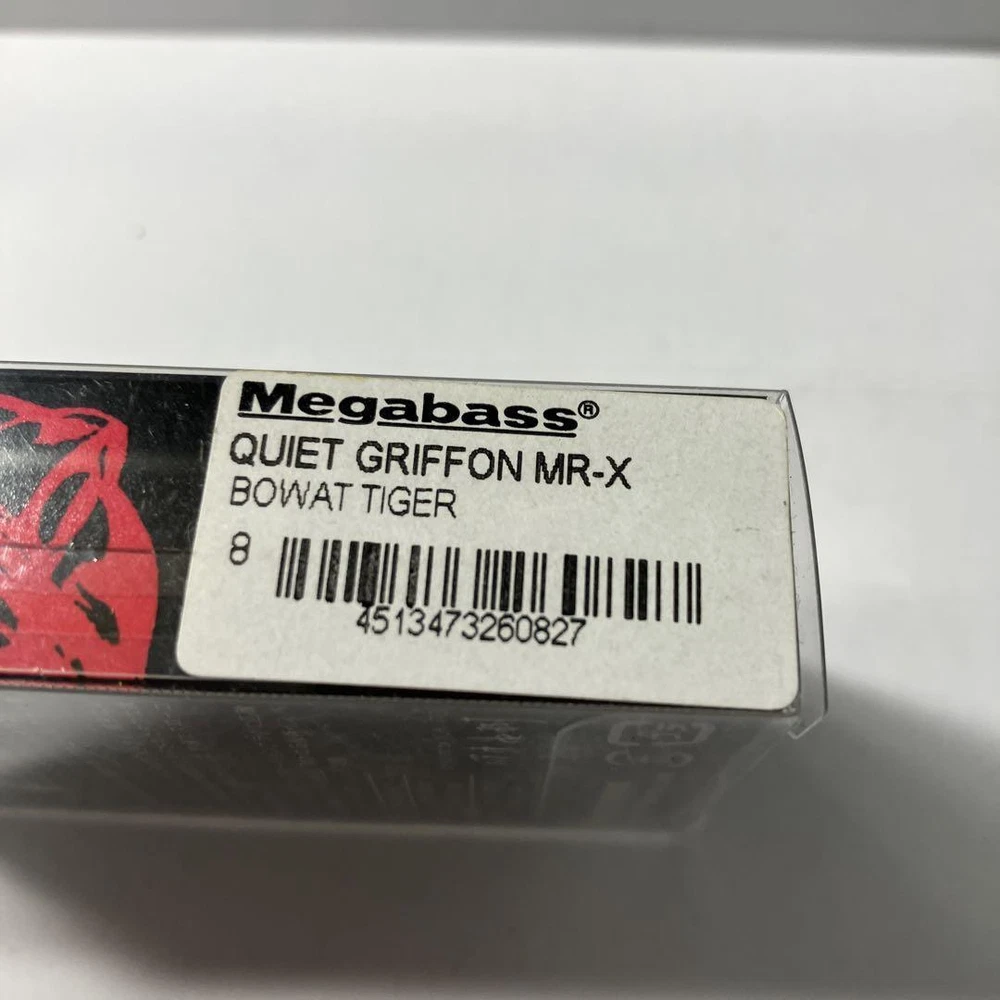 Megabass®
QUIET GRIFFON MR-X
BOWAT TIGER
8
4513473260827